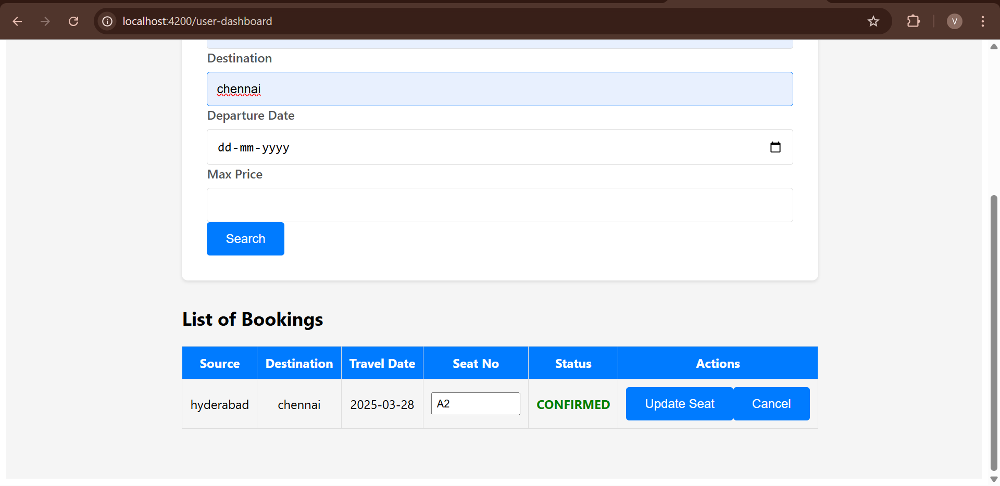 localhost:4200/user-dashboard
V
Destination
chennai
Departure Date
dd-mm-yyyy
Max Price
Search
List of Bookings
Source Destination Travel Date Seat No Status Actions
hyderabad chennai 2025-03-28 A2 CONFIRMED Update Seat Cancel